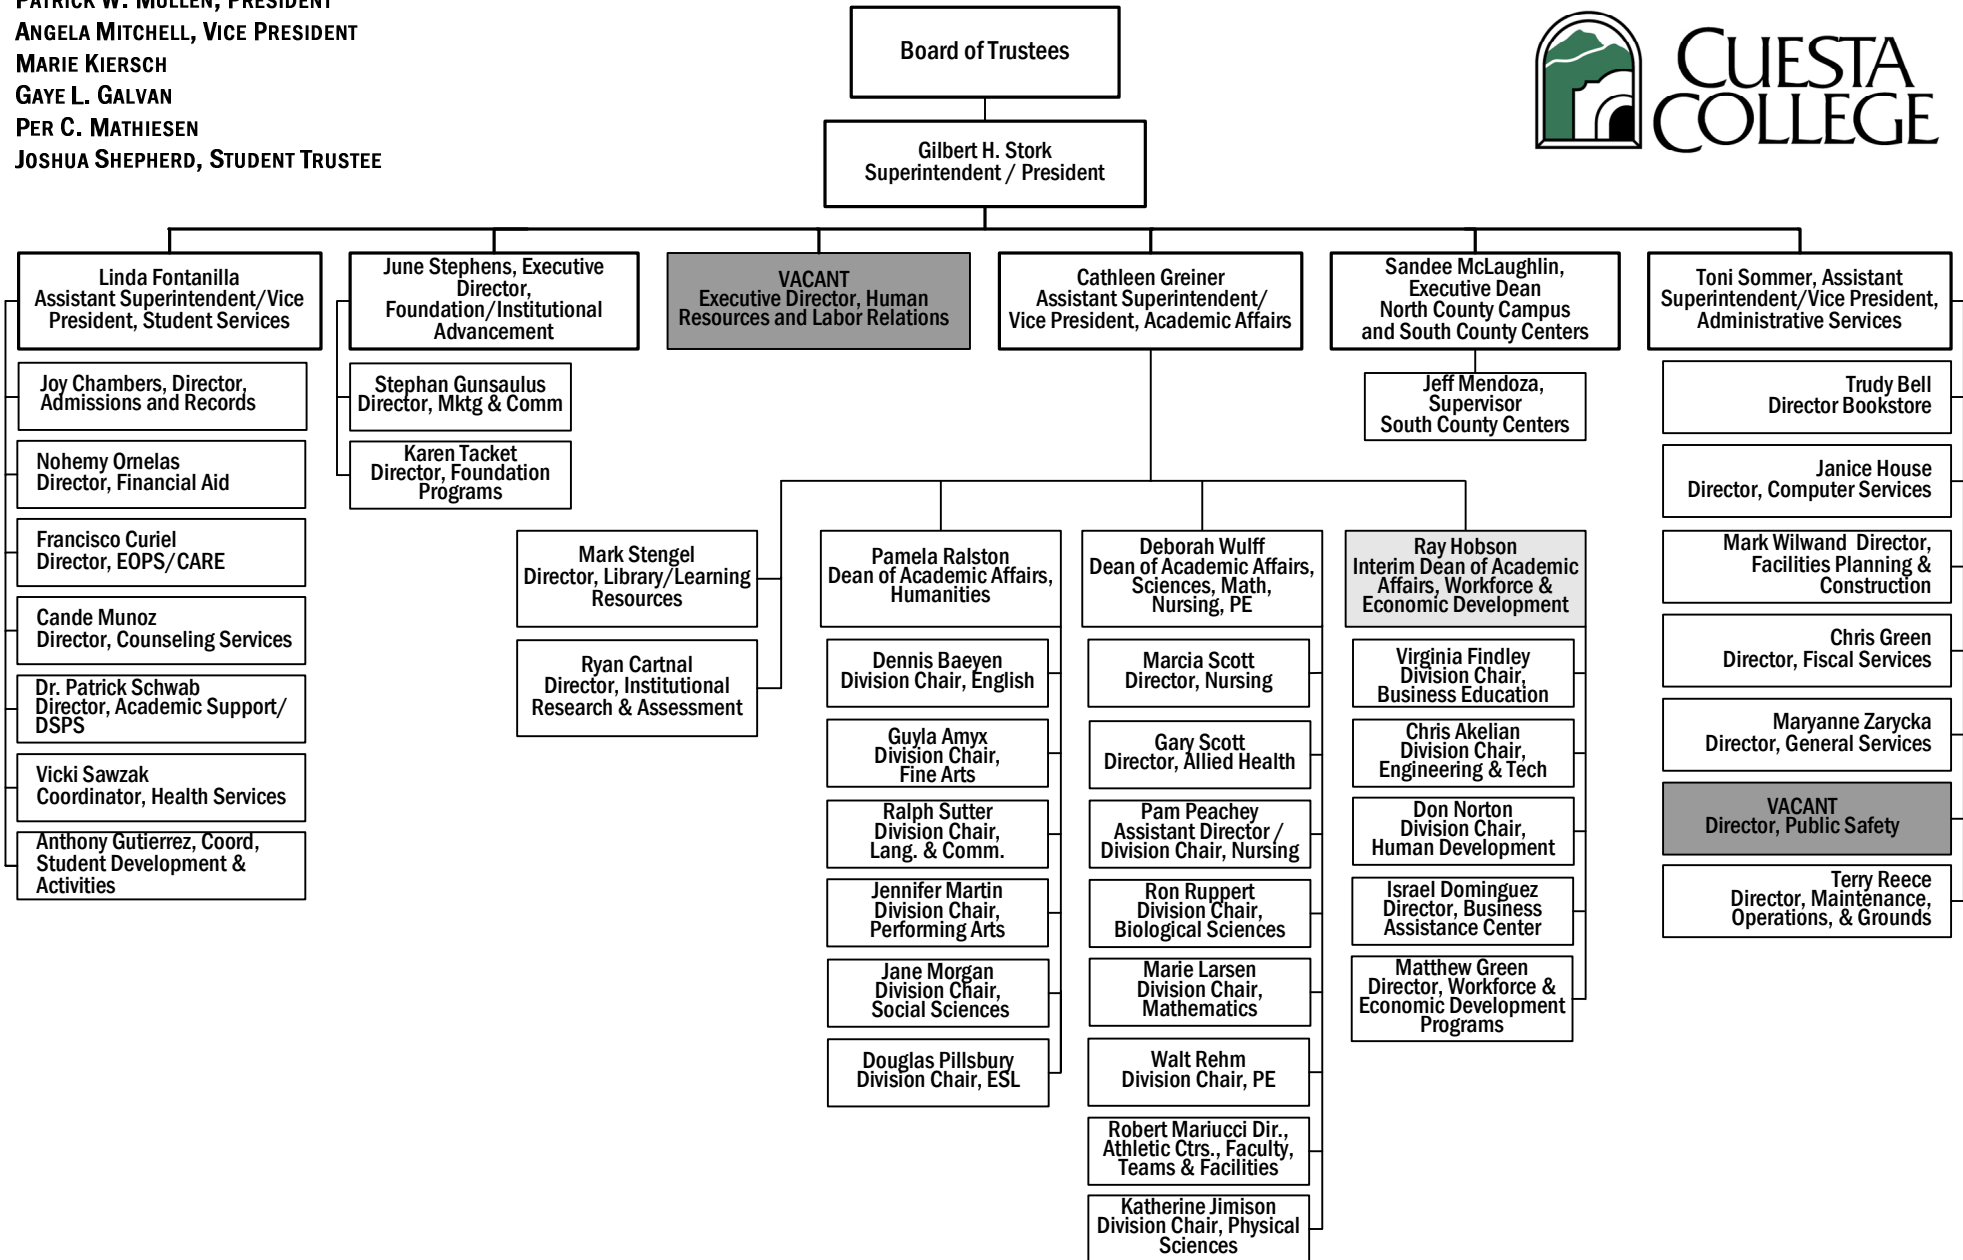 PATRICK W. MULLEN, PRESIDENT
ANGELA MITCHELL, VICE PRESIDENT
MARIE KIERSCH
GAYE L. GALVAN
PER C. MATHIESEN
JOSHUA SHEPHERD, STUDENT TRUSTEE
Board of Trustees
CUESTA
COLLEGE
Gilbert H. Stork
Superintendent / President
Linda Fontanilla
Assistant Superintendent/Vice
President, Student Services
June Stephens, Executive
Director,
Foundation/Institutional
Advancement
VACANT
Executive Director, Human
Resources and Labor Relations
Cathleen Greiner
Assistant Superintendent/
Vice President, Academic Affairs
Sandee McLaughlin,
Executive Dean
North County Campus
and South County Centers
Toni Sommer, Assistant
Superintendent/Vice President,
Administrative Services
Joy Chambers, Director,
Admissions and Records
Nohemy Ornelas
Director, Financial Aid
Francisco Curiel
Director, EOPS/CARE
Cande Munoz
Director, Counseling Services
Dr. Patrick Schwab
Director, Academic Support/
DSPS
Vicki Sawzak
Coordinator, Health Services
Anthony Gutierrez, Coord,
Student Development &
Activities
Stephan Gunsaulus
Director, Mktg & Comm
Karen Tacket
Director, Foundation
Programs
Mark Stengel
Director, Library/Learning
Resources
Ryan Cartnal
Director, Institutional
Research & Assessment
Pamela Ralston
Dean of Academic Affairs,
Humanities
Dennis Baeyen
Division Chair, English
Guyla Amyx
Division Chair,
Fine Arts
Ralph Sutter
Division Chair,
Lang. & Comm.
Jennifer Martin
Division Chair,
Performing Arts
Jane Morgan
Division Chair,
Social Sciences
Douglas Pillsbury
Division Chair, ESL
Deborah Wulff
Dean of Academic Affairs,
Sciences, Math,
Nursing, PE
Marcia Scott
Director, Nursing
Gary Scott
Director, Allied Health
Pam Peachey
Assistant Director /
Division Chair, Nursing
Ron Ruppert
Division Chair,
Biological Sciences
Marie Larsen
Division Chair,
Mathematics
Walt Rehm
Division Chair, PE
Robert Mariucci Dir.,
Athletic Ctrs., Faculty,
Teams & Facilities
Katherine Jimison
Division Chair, Physical
Sciences
Ray Hobson
Interim Dean of Academic
Affairs, Workforce &
Economic Development
Virginia Findley
Division Chair,
Business Education
Chris Akelian
Division Chair,
Engineering & Tech
Don Norton
Division Chair,
Human Development
Israel Dominguez
Director, Business
Assistance Center
Matthew Green
Director, Workforce &
Economic Development
Programs
Jeff Mendoza,
Supervisor
South County Centers
Trudy Bell
Director Bookstore
Janice House
Director, Computer Services
Mark Wilwand Director,
Facilities Planning &
Construction
Chris Green
Director, Fiscal Services
Maryanne Zarycka
Director, General Services
VACANT
Director, Public Safety
Terry Reece
Director, Maintenance,
Operations, & Grounds